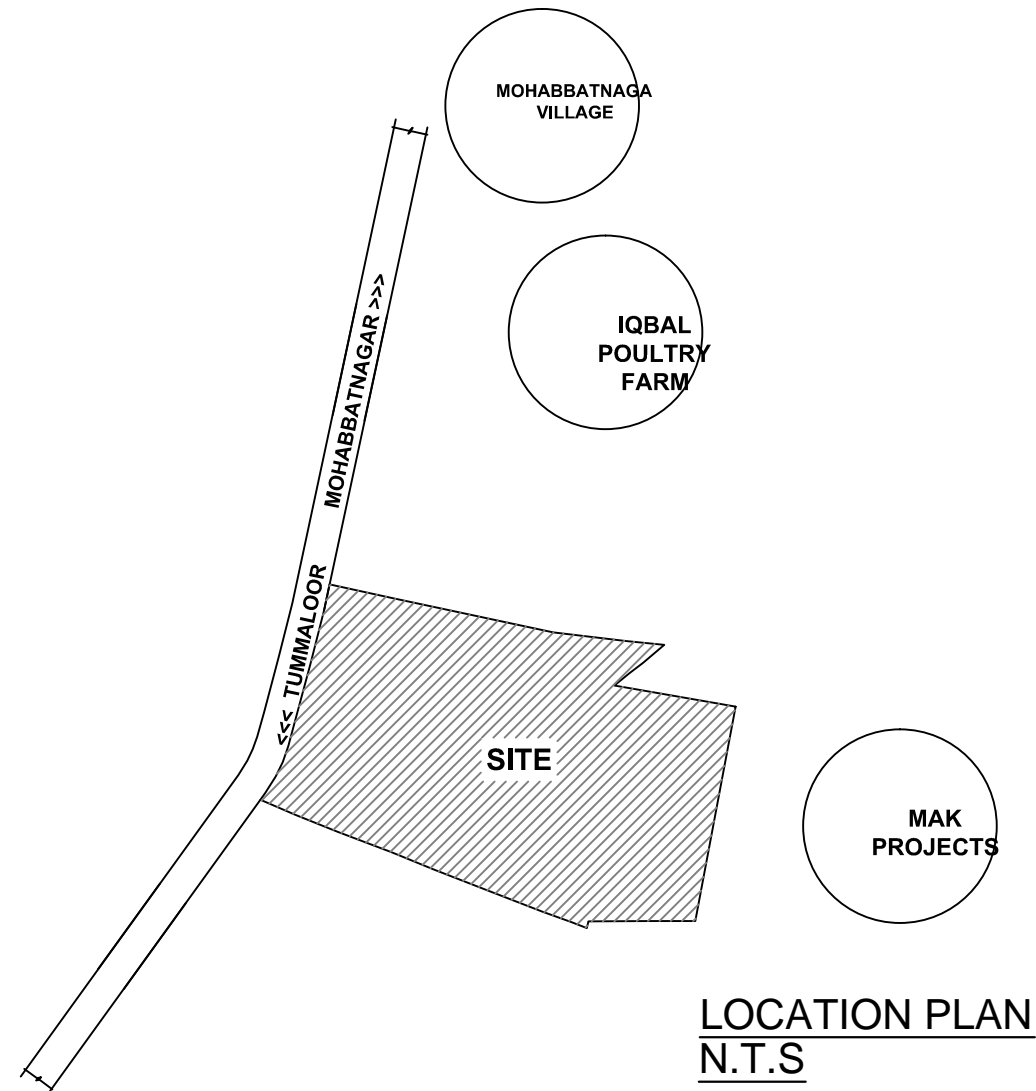 MOHABBATNAGA
VILLAGE
IQBAL
POULTRY
FARM
MOHABBATNAGAR >>>
<<< TUMMALOOR
SITE
MAK
PROJECTS
LOCATION PLAN
N.T.S